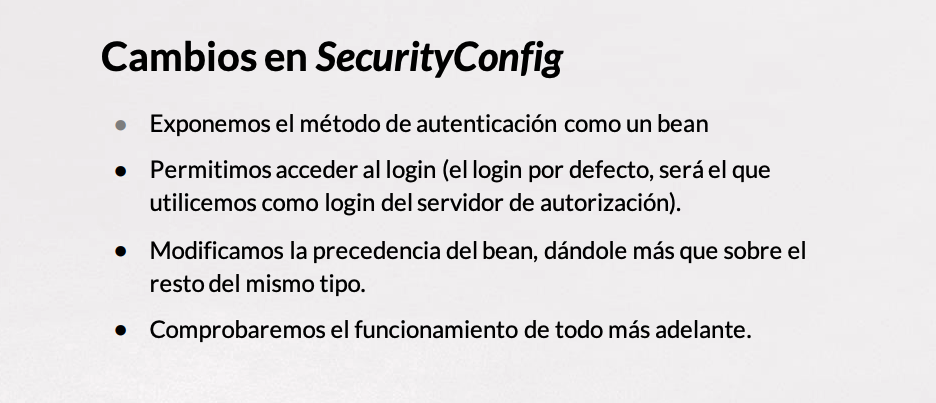 Cambios en SecurityConfig
● Exponemos el método de autenticación como un bean
● Permitimos acceder al login (el login por defecto, será el que
utilicemos como login del servidor de autorización).
● Modificamos la precedencia del bean, dándole más que sobre el
resto del mismo tipo.
● Comprobaremos el funcionamiento de todo más adelante.